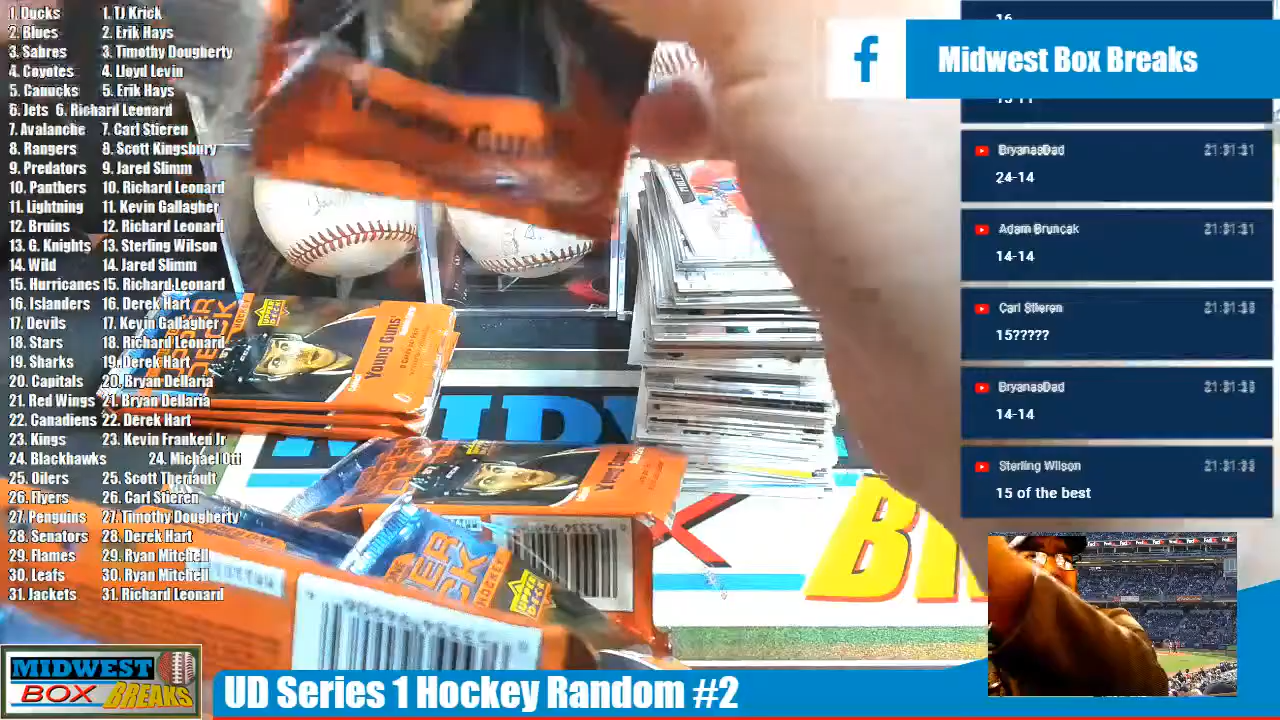 1. Ducks 1. TJ Krick
2. Blues 2. Erik Hays
3. Sabres 3. Timothy Dougherty
4. Coyotes 4. Lloyd Levin
5. Canucks 5. Erik Hays
6. Jets 6. Richard Leonard
7. Avalanche 7. Carl Stieren
8. Rangers 8. Scott Kingsbury
9. Predators 9. Jared Slimm
10. Panthers 10. Richard Leonard
11. Lightning 11. Kevin Gallagher
12. Bruins 12. Richard Leonard
13. G. Knights 13. Sterling Wilson
14. Wild 14. Jared Slimm
15. Hurricanes 15. Richard Leonard
16. Islanders 16. Derek Hart
17. Devils 17. Kevin Gallagher
18. Stars 18. Richard Leonard
19. Sharks 19. Derek Hart
20. Capitals 20. Bryan Dellaria
21. Red Wings 21. Bryan Dellaria
22. Canadiens 22. Derek Hart
23. Kings 23. Kevin Franken Jr
24. Blackhawks 24. Michael Ott
25. Oilers 25. Scott Theriault
26. Flyers 26. Carl Stieren
27. Penguins 27. Timothy Dougherty
28. Senators 28. Derek Hart
29. Flames 29. Ryan Mitchell
30. Leafs 30. Ryan Mitchell
31. Jackets 31. Richard Leonard
Guns
UPPER DECK
Young Guns
Young Guns
UPPER DECK
HOCKEY
f Midwest Box Breaks
16
BryanasDad 21:31:31
24-14
Adam Bruncak 21:31:31
14-14
Carl Stieren
15?????
BryanasDad
14-14
Sterling Wilson
15 of the best
MIDWEST
BOX BREAKS
UD Series 1 Hockey Random #2